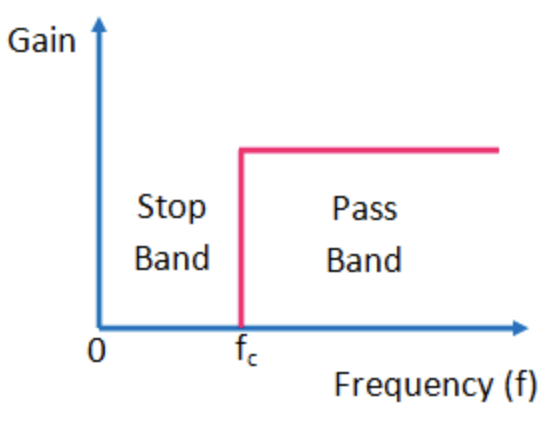 Gain
Stop
Band
Pass
Band
0
fc
Frequency (f)